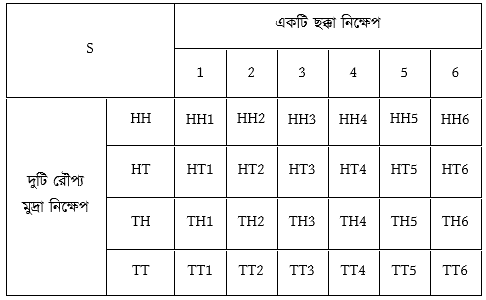 S
একটি ছক্কা নিক্ষেপ
1 2 3 4 5 6
দুটি রৌপ্য
মুদ্রা নিক্ষেপ
HH HH1 HH2 HH3 HH4 HH5 HH6
HT HT1 HT2 HT3 HT4 HT5 HT6
TH TH1 TH2 TH3 TH4 TH5 TH6
TT TT1 TT2 TT3 TT4 TT5 TT6